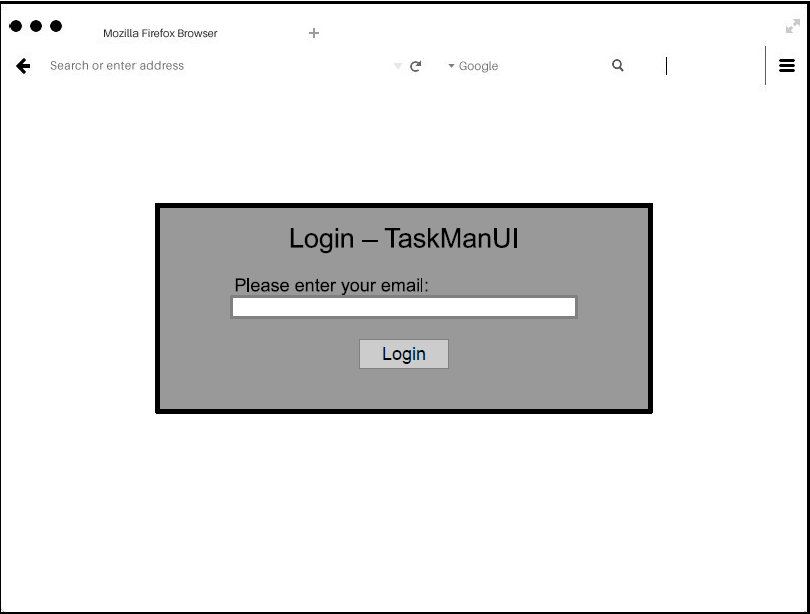 Mozilla Firefox Browser
Search or enter address
Google
Login – TaskManUI
Please enter your email:
Login